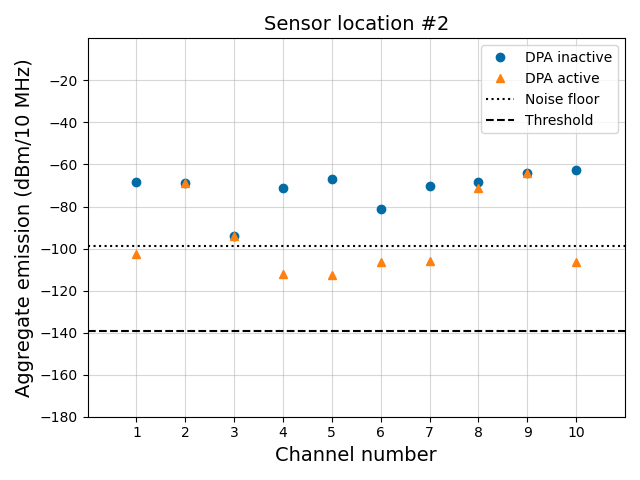 Sensor location #2
DPA inactive
DPA active
Noise floor
Threshold
Aggregate emission (dBm/10 MHz)
−20
−40
−60
−80
−100
−120
−140
−160
−180
1 2 3 4 5 6 7 8 9 10
Channel number